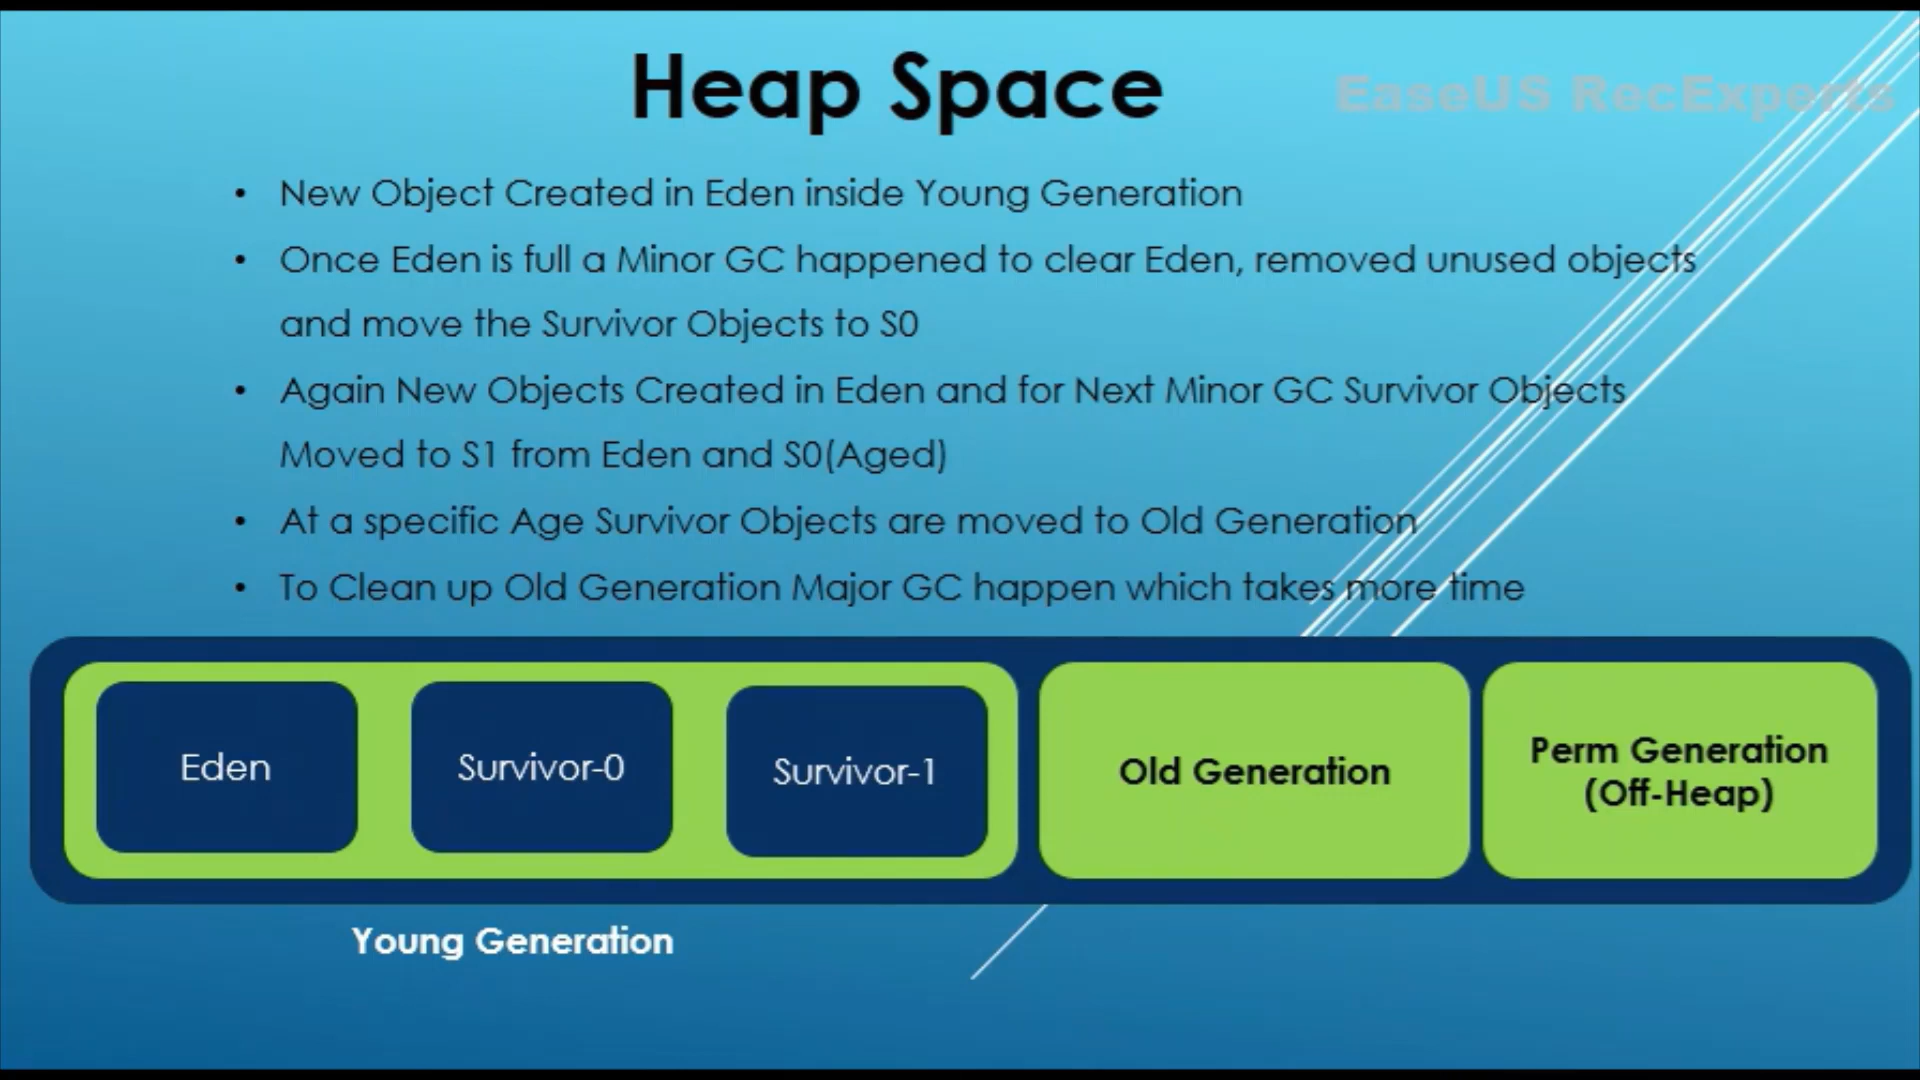 Heap Space
EaseUS RecExperts
• New Object Created in Eden inside Young Generation
• Once Eden is full a Minor GC happened to clear Eden, removed unused objects
and move the Survivor Objects to S0
• Again New Objects Created in Eden and for Next Minor GC Survivor Objects
Moved to S1 from Eden and S0(Aged)
• At a specific Age Survivor Objects are moved to Old Generation
• To Clean up Old Generation Major GC happen which takes more time
Eden
Survivor-0
Survivor-1
Old Generation
Perm Generation
(Off-Heap)
Young Generation